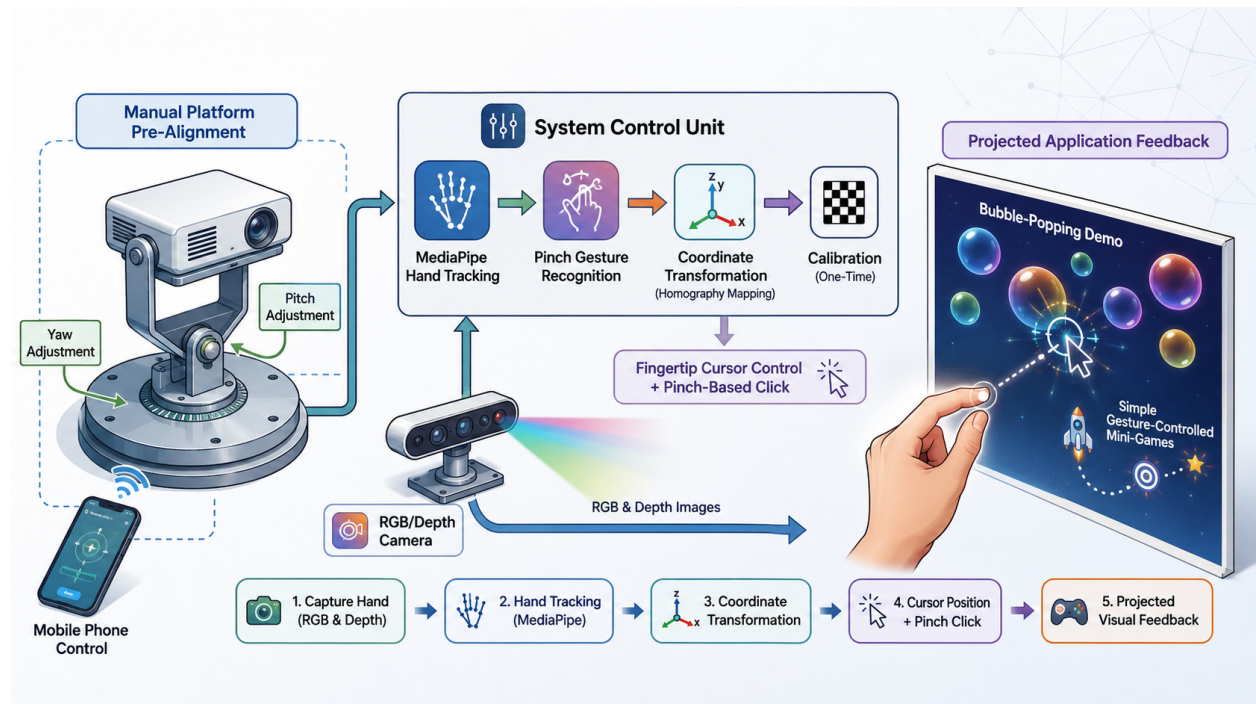 Manual Platform
Pre-Alignment
Yaw
Adjustment
Pitch
Adjustment
Mobile Phone
Control
System Control Unit
MediaPipe
Hand Tracking
Pinch Gesture
Recognition
Coordinate
Transformation
(Homography Mapping)
Calibration
(One-Time)
z
y
x
Fingertip Cursor Control
+ Pinch-Based Click
RGB/Depth
Camera
RGB & Depth Images
Projected Application Feedback
Bubble-Popping Demo
Simple
Gesture-Controlled
Mini-Games
1. Capture Hand
(RGB & Depth)
2. Hand Tracking
(MediaPipe)
z
x
3. Coordinate
Transformation
4. Cursor Position
+ Pinch Click
5. Projected
Visual Feedback